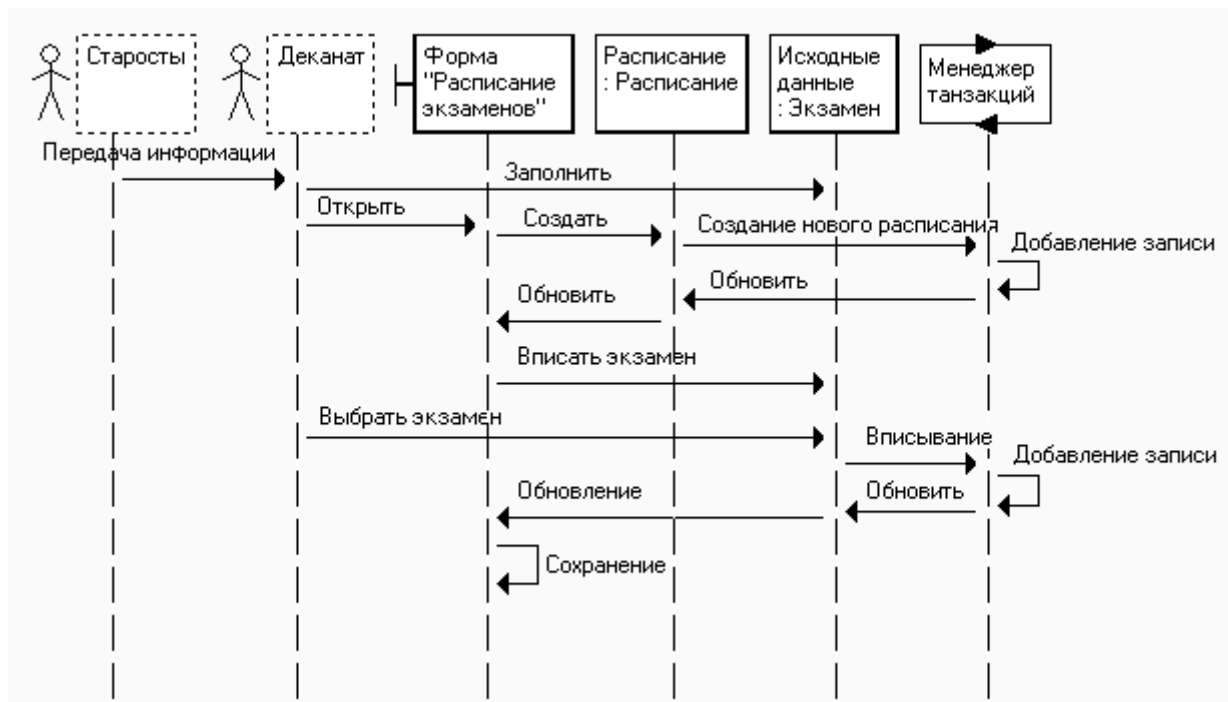 Старосты
Деканат
Форма
"Расписание
экзаменов"
Расписание
: Расписание
Исходные
данные
: Экзамен
Менеджер
танзакций
Передача информации
Заполнить
Открыть
Создать
Создание нового расписания
Добавление записи
Обновить
Обновить
Вписать экзамен
Выбрать экзамен
Вписывание
Добавление записи
Обновление
Обновить
Сохранение